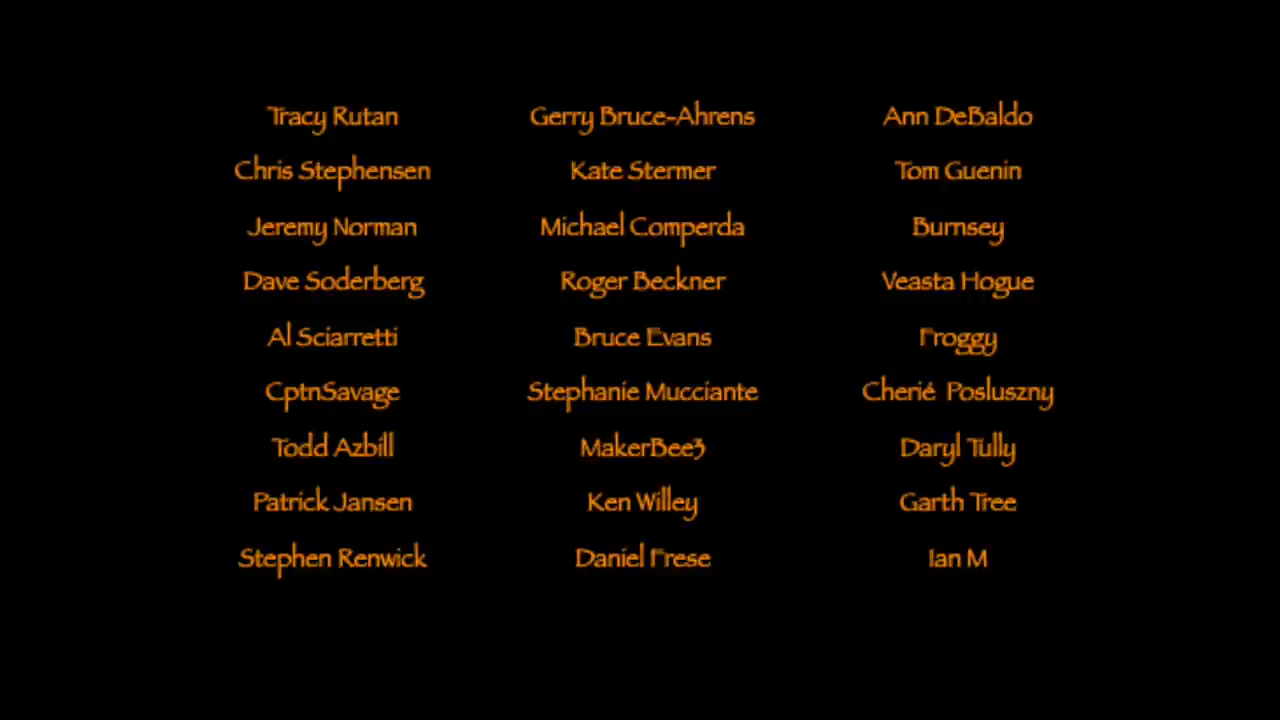 Tracy Rutan Gerry Bruce-Ahrens Ann DeBaldo
Chris Stephensen Kate Stermer Tom Guenin
Jeremy Norman Michael Comperda Burnsey
Dave Soderberg Roger Beckner Veasta Hogue
Al Sciarretti Bruce Evans Froggy
CptnSavage Stephanie Mucciante Cherié Posluszny
Todd Azbill MakerBee3 Daryl Tully
Patrick Jansen Ken Willey Garth Tree
Stephen Renwick Daniel Frese Ian M